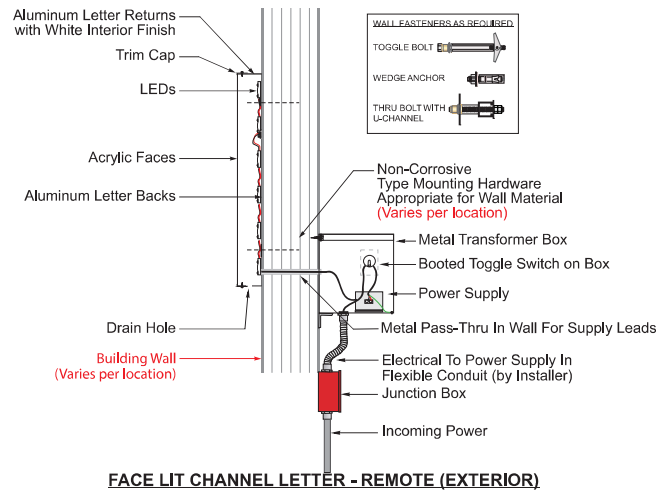 Aluminum Letter Returns
with White Interior Finish
Trim Cap
LEDs
Acrylic Faces
Aluminum Letter Backs
Drain Hole
Building Wall
(Varies per location)
WALL FASTENERS AS REQUIRED
TOGGLE BOLT
WEDGE ANCHOR
THRU BOLT WITH
U-CHANNEL
Non-Corrosive
Type Mounting Hardware
Appropriate for Wall Material
(Varies per location)
Metal Transformer Box
Booted Toggle Switch on Box
Power Supply
Metal Pass-Thru In Wall For Supply Leads
Electrical To Power Supply In
Flexible Conduit (by Installer)
Junction Box
Incoming Power
FACE LIT CHANNEL LETTER - REMOTE (EXTERIOR)